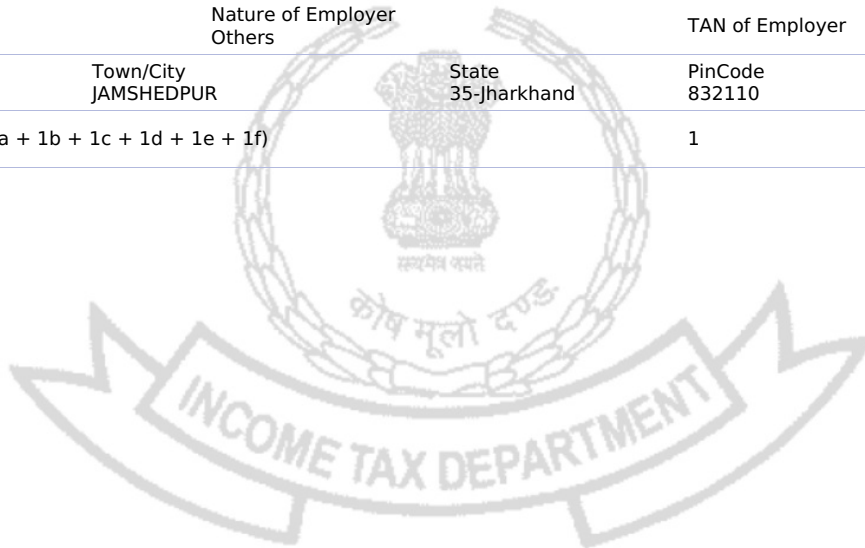 Nature of Employer TAN of Employer
Others
Town/City State PinCode
JAMSHEDPUR 35-Jharkhand 832110
a + 1b + 1c + 1d + 1e + 1f) 1
सत्यमेव जयते
कोष मूलो दण्ड:
INCOME TAX DEPARTMENT